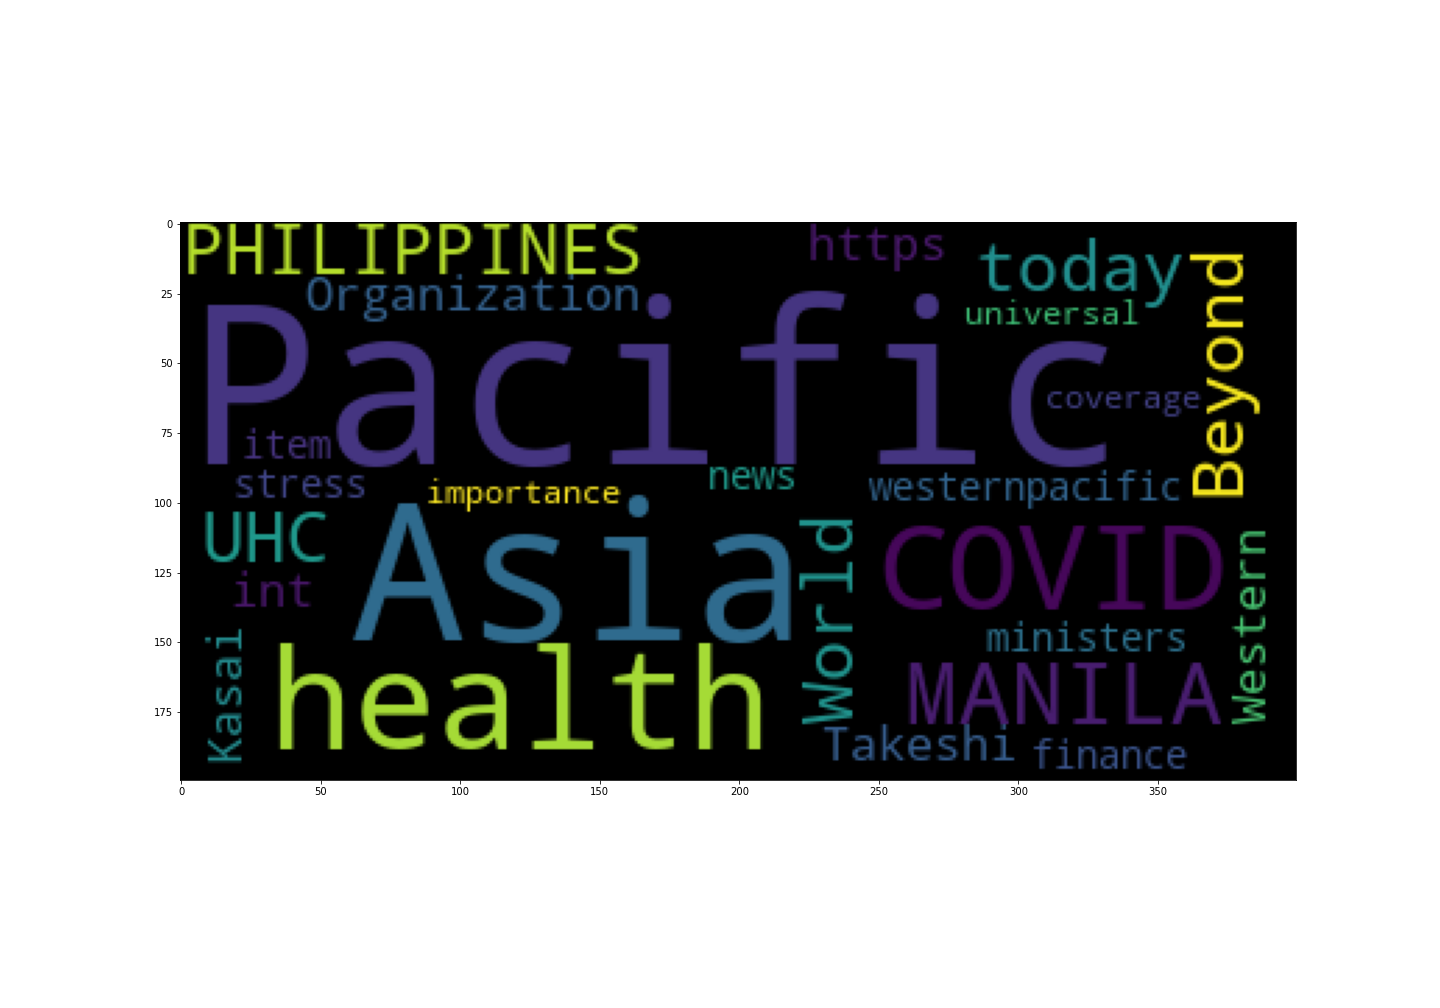 PHILIPPINES
https
today
Beyond
Organization
universal
Pacific
coverage
item
stress
importance
news
westernpacific
UHC
Asia
World
COVID
Western
int
ministers
Kasai
health
MANILA
Takeshi
finance
0
25
50
75
100
125
150
175
0 50 100 150 200 250 300 350